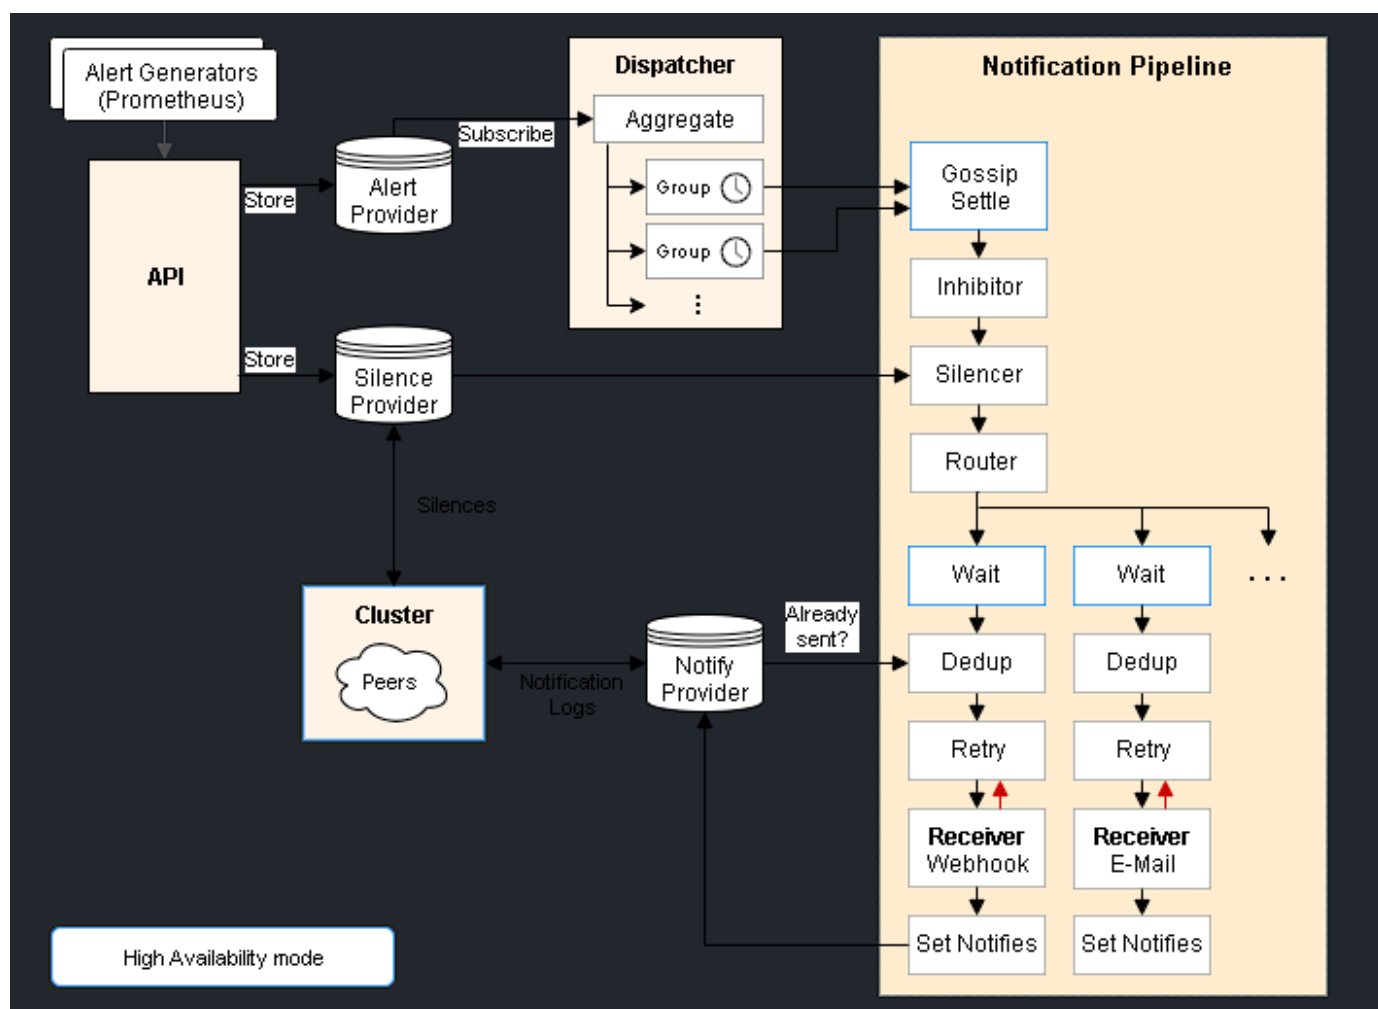 Alert Generators
(Prometheus)
API
Store
Alert
Provider
Subscribe
Store
Silence
Provider
Silences
Dispatcher
Aggregate
Group
Group
⋮
Cluster
Peers
Notification
Logs
Notify
Provider
Already
sent?
Notification Pipeline
Gossip
Settle
Inhibitor
Silencer
Router
Wait
Wait
...
Dedup
Dedup
Retry
Retry
Receiver
Webhook
Receiver
E-Mail
Set Notifies
Set Notifies
High Availability mode